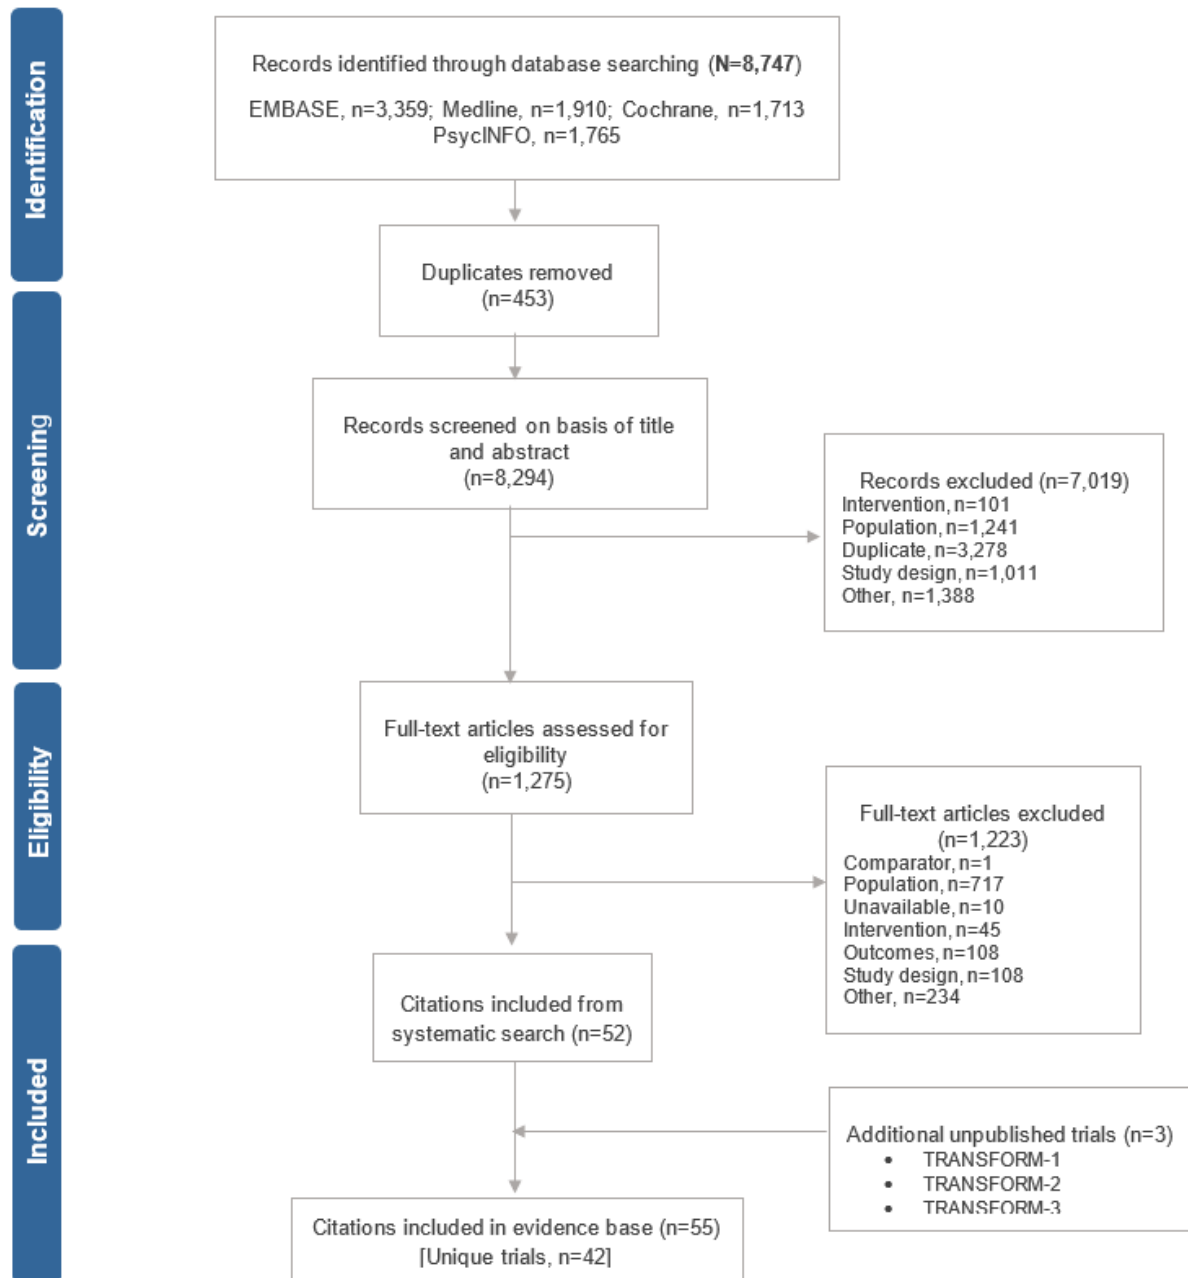 Identification
Records identified through database searching (N=8,747)
EMBASE, n=3,359; Medline, n=1,910; Cochrane, n=1,713
PsycINFO, n=1,765
Duplicates removed
(n=453)
Screening
Records screened on basis of title
and abstract
(n=8,294)
Records excluded (n=7,019)
Intervention, n=101
Population, n=1,241
Duplicate, n=3,278
Study design, n=1,011
Other, n=1,388
Eligibility
Full-text articles assessed for
eligibility
(n=1,275)
Full-text articles excluded
(n=1,223)
Comparator, n=1
Population, n=717
Unavailable, n=10
Intervention, n=45
Outcomes, n=108
Study design, n=108
Other, n=234
Included
Citations included from
systematic search (n=52)
Additional unpublished trials (n=3)
• TRANSFORM-1
• TRANSFORM-2
• TRANSFORM-3
Citations included in evidence base (n=55)
[Unique trials, n=42]